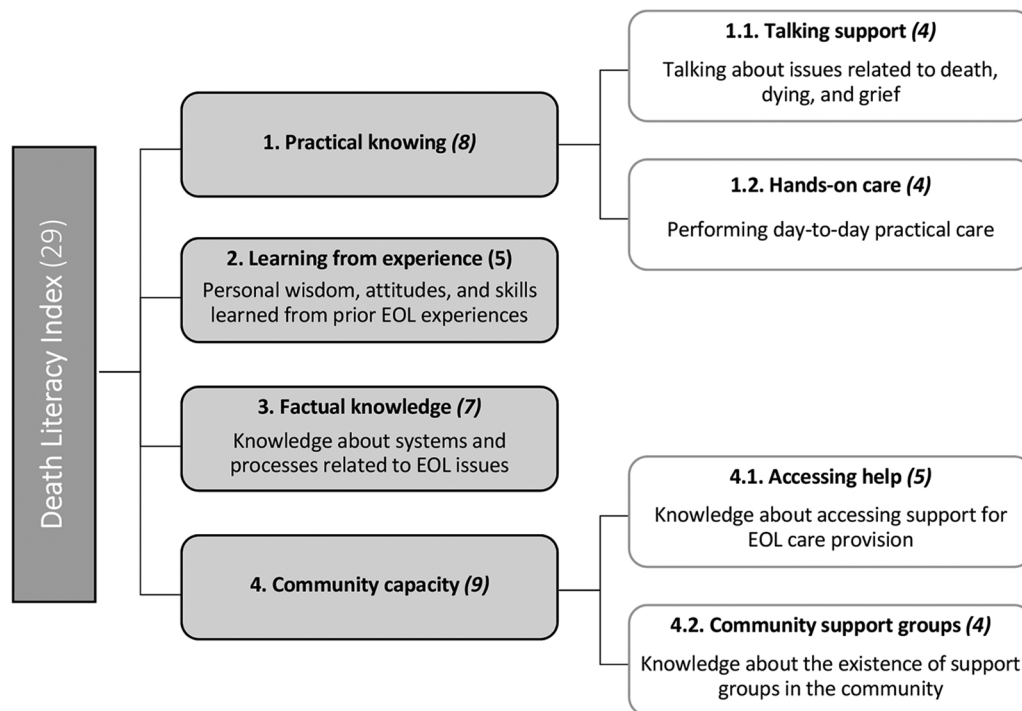 Death Literacy Index (29)
1. Practical knowing (8)
1.1. Talking support (4)
Talking about issues related to death,
dying, and grief
1.2. Hands-on care (4)
Performing day-to-day practical care
2. Learning from experience (5)
Personal wisdom, attitudes, and skills
learned from prior EOL experiences
3. Factual knowledge (7)
Knowledge about systems and
processes related to EOL issues
4. Community capacity (9)
4.1. Accessing help (5)
Knowledge about accessing support for
EOL care provision
4.2. Community support groups (4)
Knowledge about the existence of support
groups in the community